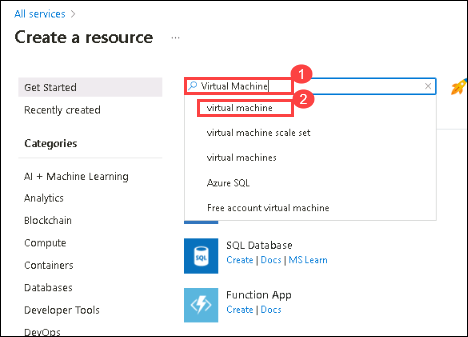 All services >
Create a resource ...
Get Started
Recently created
Categories
AI + Machine Learning
Analytics
Blockchain
Compute
Containers
Databases
Developer Tools
DevOps
Virtual Machine
1
virtual machine
2
virtual machine scale set
virtual machines
Azure SQL
Free account virtual machine
SQL
SQL Database
Create | Docs | MS Learn
Function App
Create | Docs